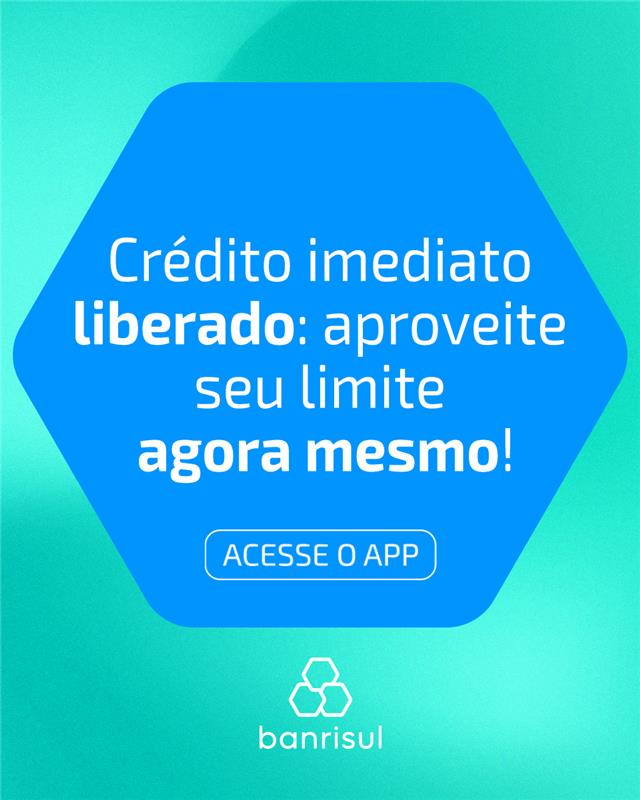 Crédito imediato
liberado: aproveite
seu limite
agora mesmo!
ACESSE O APP
banrisul